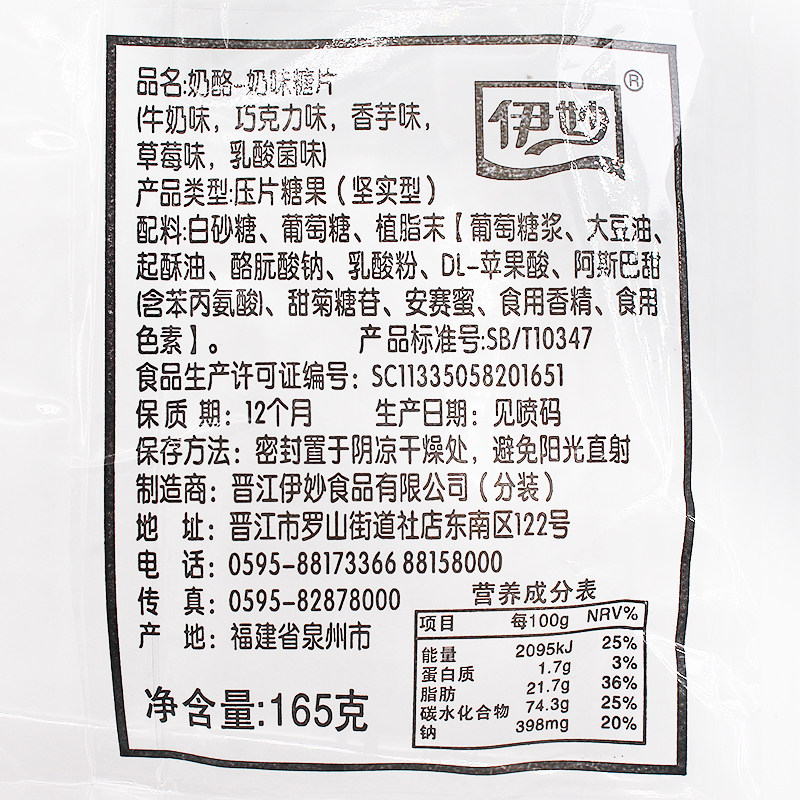 品名:奶酪-奶味糖片
(牛奶味，巧克力味，香芋味，
草莓味，乳酸菌味)
伊妙®
产品类型:压片糖果（坚实型）
配料:白砂糖、葡萄糖、植脂末【葡萄糖浆、大豆油、
起酥油、酪朊酸钠、乳酸粉、DL-苹果酸、阿斯巴甜
(含苯丙氨酸)、甜菊糖苷、安赛蜜、食用香精、食用
色素】。 产品标准号:SB/T10347
食品生产许可证编号：SC11335058201651
保质期：12个月 生产日期：见喷码
保存方法：密封置于阴凉干燥处，避免阳光直射
制造商：晋江伊妙食品有限公司（分装）
地 址：晋江市罗山街道社店东南区122号
电 话：0595-88173366 88158000
传 真：0595-82878000
产 地：福建省泉州市
净含量:165克
营养成分表
项目 每100g NRV%
能量 2095kJ 25%
蛋白质 1.7g 3%
脂肪 21.7g 36%
碳水化合物 74.3g 25%
钠 398mg 20%